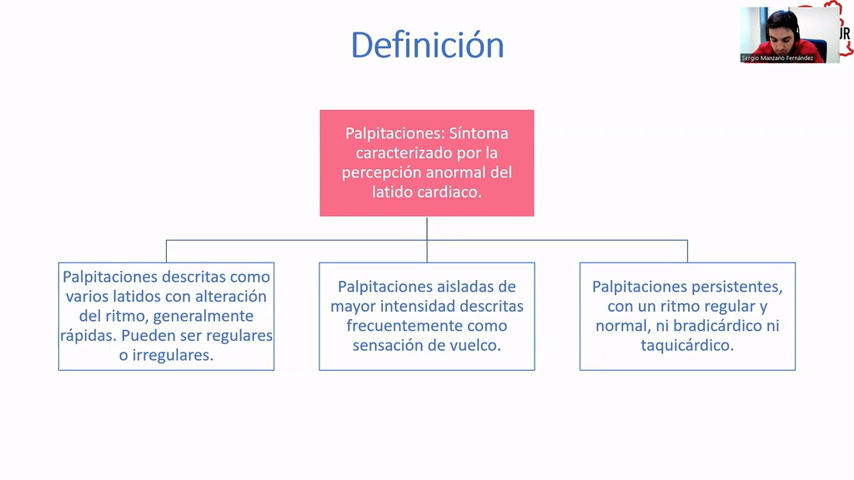 Definición
UR
Sergio Manzano Fernández
Palpitaciones: Síntoma
caracterizado por la
percepción anormal del
latido cardiaco.
Palpitaciones descritas como
varios latidos con alteración
del ritmo, generalmente
rápidas. Pueden ser regulares
o irregulares.
Palpitaciones aisladas de
mayor intensidad descritas
frecuentemente como
sensación de vuelco.
Palpitaciones persistentes,
con un ritmo regular y
normal, ni bradicárdico ni
taquicárdico.